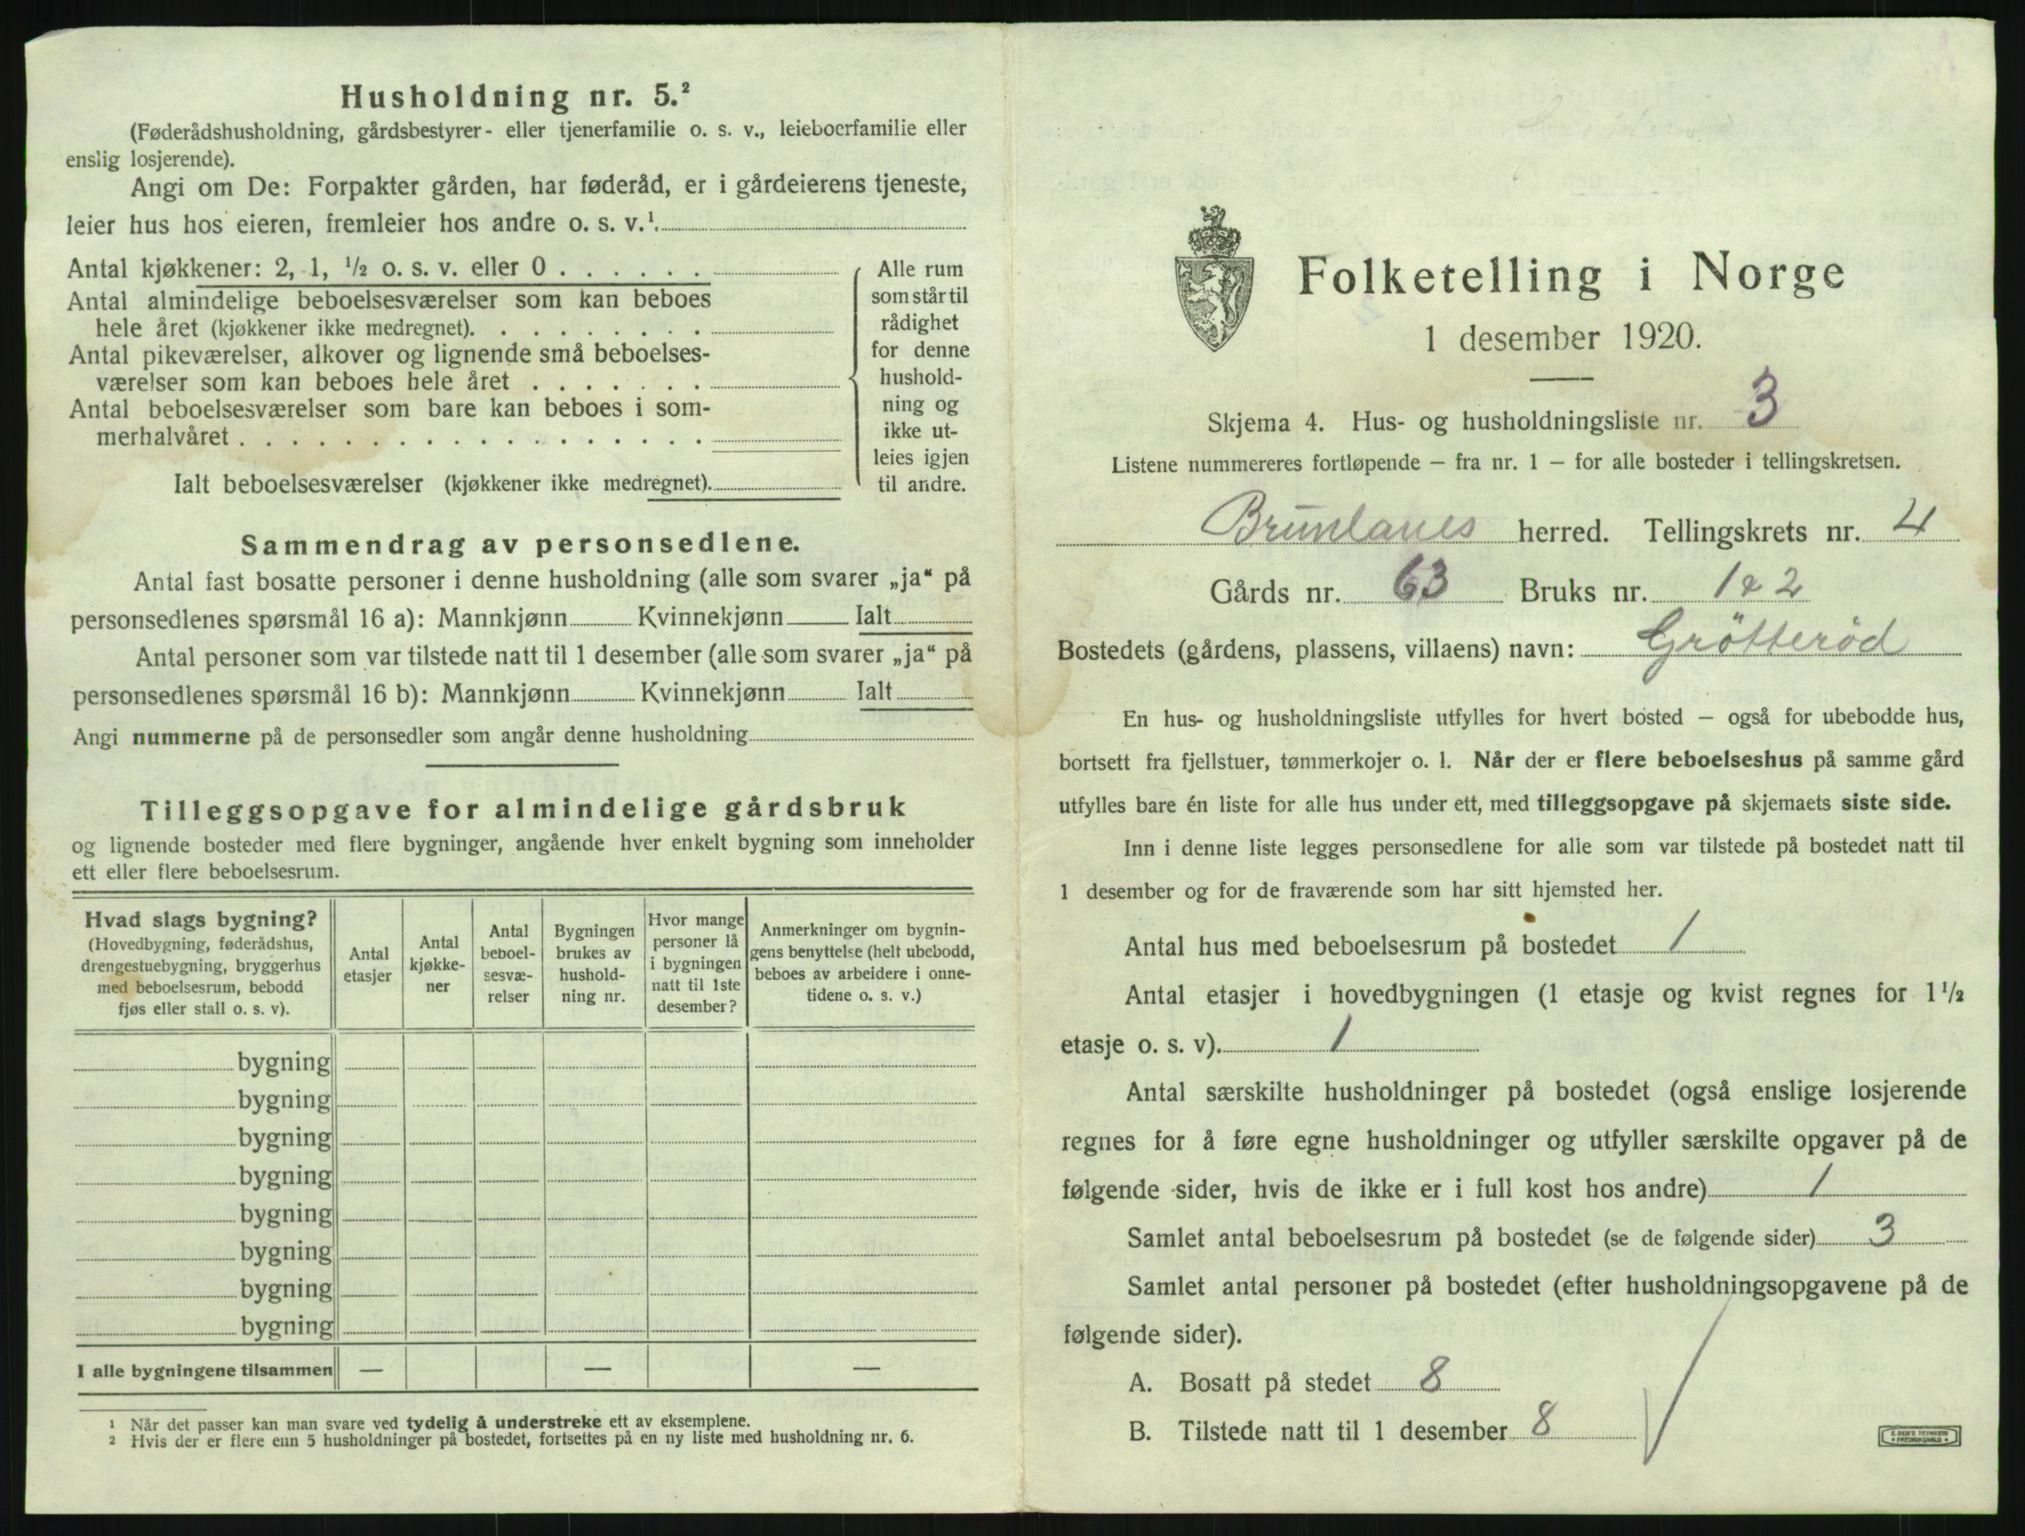 Husholdning nr. 5.²
(Føderådshusholdning, gårdsbestyrer- eller tjenerfamilie o. s. v., leieboerfamilie eller
enslig losjerende).
Angi om De: Forpakter gården, har føderåd, er i gårdeierens tjeneste,
leier hus hos eieren, fremleier hos andre o. s. v.¹
Antal kjøkkener: 2, 1, ½ o. s. v. eller 0 . . . . . .
Antal almindelige beboelsesværelser som kan beboes
hele året (kjøkkener ikke medregnet). . . . . . . . .
Antal pikeværelser, alkover og lignende små beboelses-
værelser som kan beboes hele året . . . . . . .
Antal beboelsesværelser som bare kan beboes i som-
merhalvåret . . . . . . . . . . . . . . . . . .
Ialt beboelsesværelser (kjøkkener ikke medregnet).
Alle rum
som står til
rådighet
for denne
hushold-
ning og
ikke ut-
leies igjen
til andre.
Sammendrag av personsedlene.
Antal fast bosatte personer i denne husholdning (alle som svarer „ja“ på
personsedlenes spørsmål 16 a): Mannkjønn Kvinnekjønn Ialt
Antal personer som var tilstede natt til 1 desember (alle som svarer „ja“ på
personsedlenes spørsmål 16 b): Mannkjønn Kvinnekjønn Ialt
Angi nummerne på de personsedler som angår denne husholdning
Tilleggsopgave for almindelige gårdsbruk
og lignende bosteder med flere bygninger, angående hver enkelt bygning som inneholder
ett eller flere beboelsesrum.
Hvad slags bygning?
(Hovedbygning, føderådshus,
drengestuebygning, bryggerhus
med beboelsesrum, bebodd
fjøs eller stall o. s. v).
Antal
etasjer
Antal
kjøkke-
ner
Antal
beboel-
sesvæ-
relser
Bygningen
brukes av
hushold-
ning nr.
Hvor mange
personer lå
i bygningen
natt til 1ste
desember?
Anmerkninger om bygnin-
gens benyttelse (helt ubebodd,
beboes av arbeidere i onne-
tidene o. s. v.)
bygning
bygning
bygning
bygning
bygning
bygning
bygning
bygning
I alle bygningene tilsammen — — —
¹ Når det passer kan man svare ved tydelig å understreke ett av eksemplene.
² Hvis der er flere enn 5 husholdninger på bostedet, fortsettes på en ny liste med husholdning nr. 6.
Folketelling i Norge
1 desember 1920.
Skjema 4. Hus- og husholdningsliste nr. 3
Listene nummereres fortløpende — fra nr. 1 — for alle bosteder i tellingskretsen.
Brunlanes herred. Tellingskrets nr. 4
Gårds nr. 63 Bruks nr. 1 & 2
Bostedets (gårdens, plassens, villaens) navn: Grötteröd
En hus- og husholdningsliste utfylles for hvert bosted — også for ubebodde hus,
bortsett fra fjellstuer, tømmerkojer o. l. Når der er flere beboelseshus på samme gård
utfylles bare én liste for alle hus under ett, med tilleggsopgave på skjemaets siste side.
Inn i denne liste legges personsedlene for alle som var tilstede på bostedet natt til
1 desember og for de fraværende som har sitt hjemsted her.
Antal hus med beboelsesrum på bostedet 1
Antal etasjer i hovedbygningen (1 etasje og kvist regnes for 1½
etasje o. s. v). 1
Antal særskilte husholdninger på bostedet (også enslige losjerende
regnes for å føre egne husholdninger og utfyller særskilte opgaver på de
følgende sider, hvis de ikke er i full kost hos andre) 1
Samlet antal beboelsesrum på bostedet (se de følgende sider) 3
Samlet antal personer på bostedet (efter husholdningsopgavene på de
følgende sider).
A. Bosatt på stedet 8
B. Tilstede natt til 1 desember 8